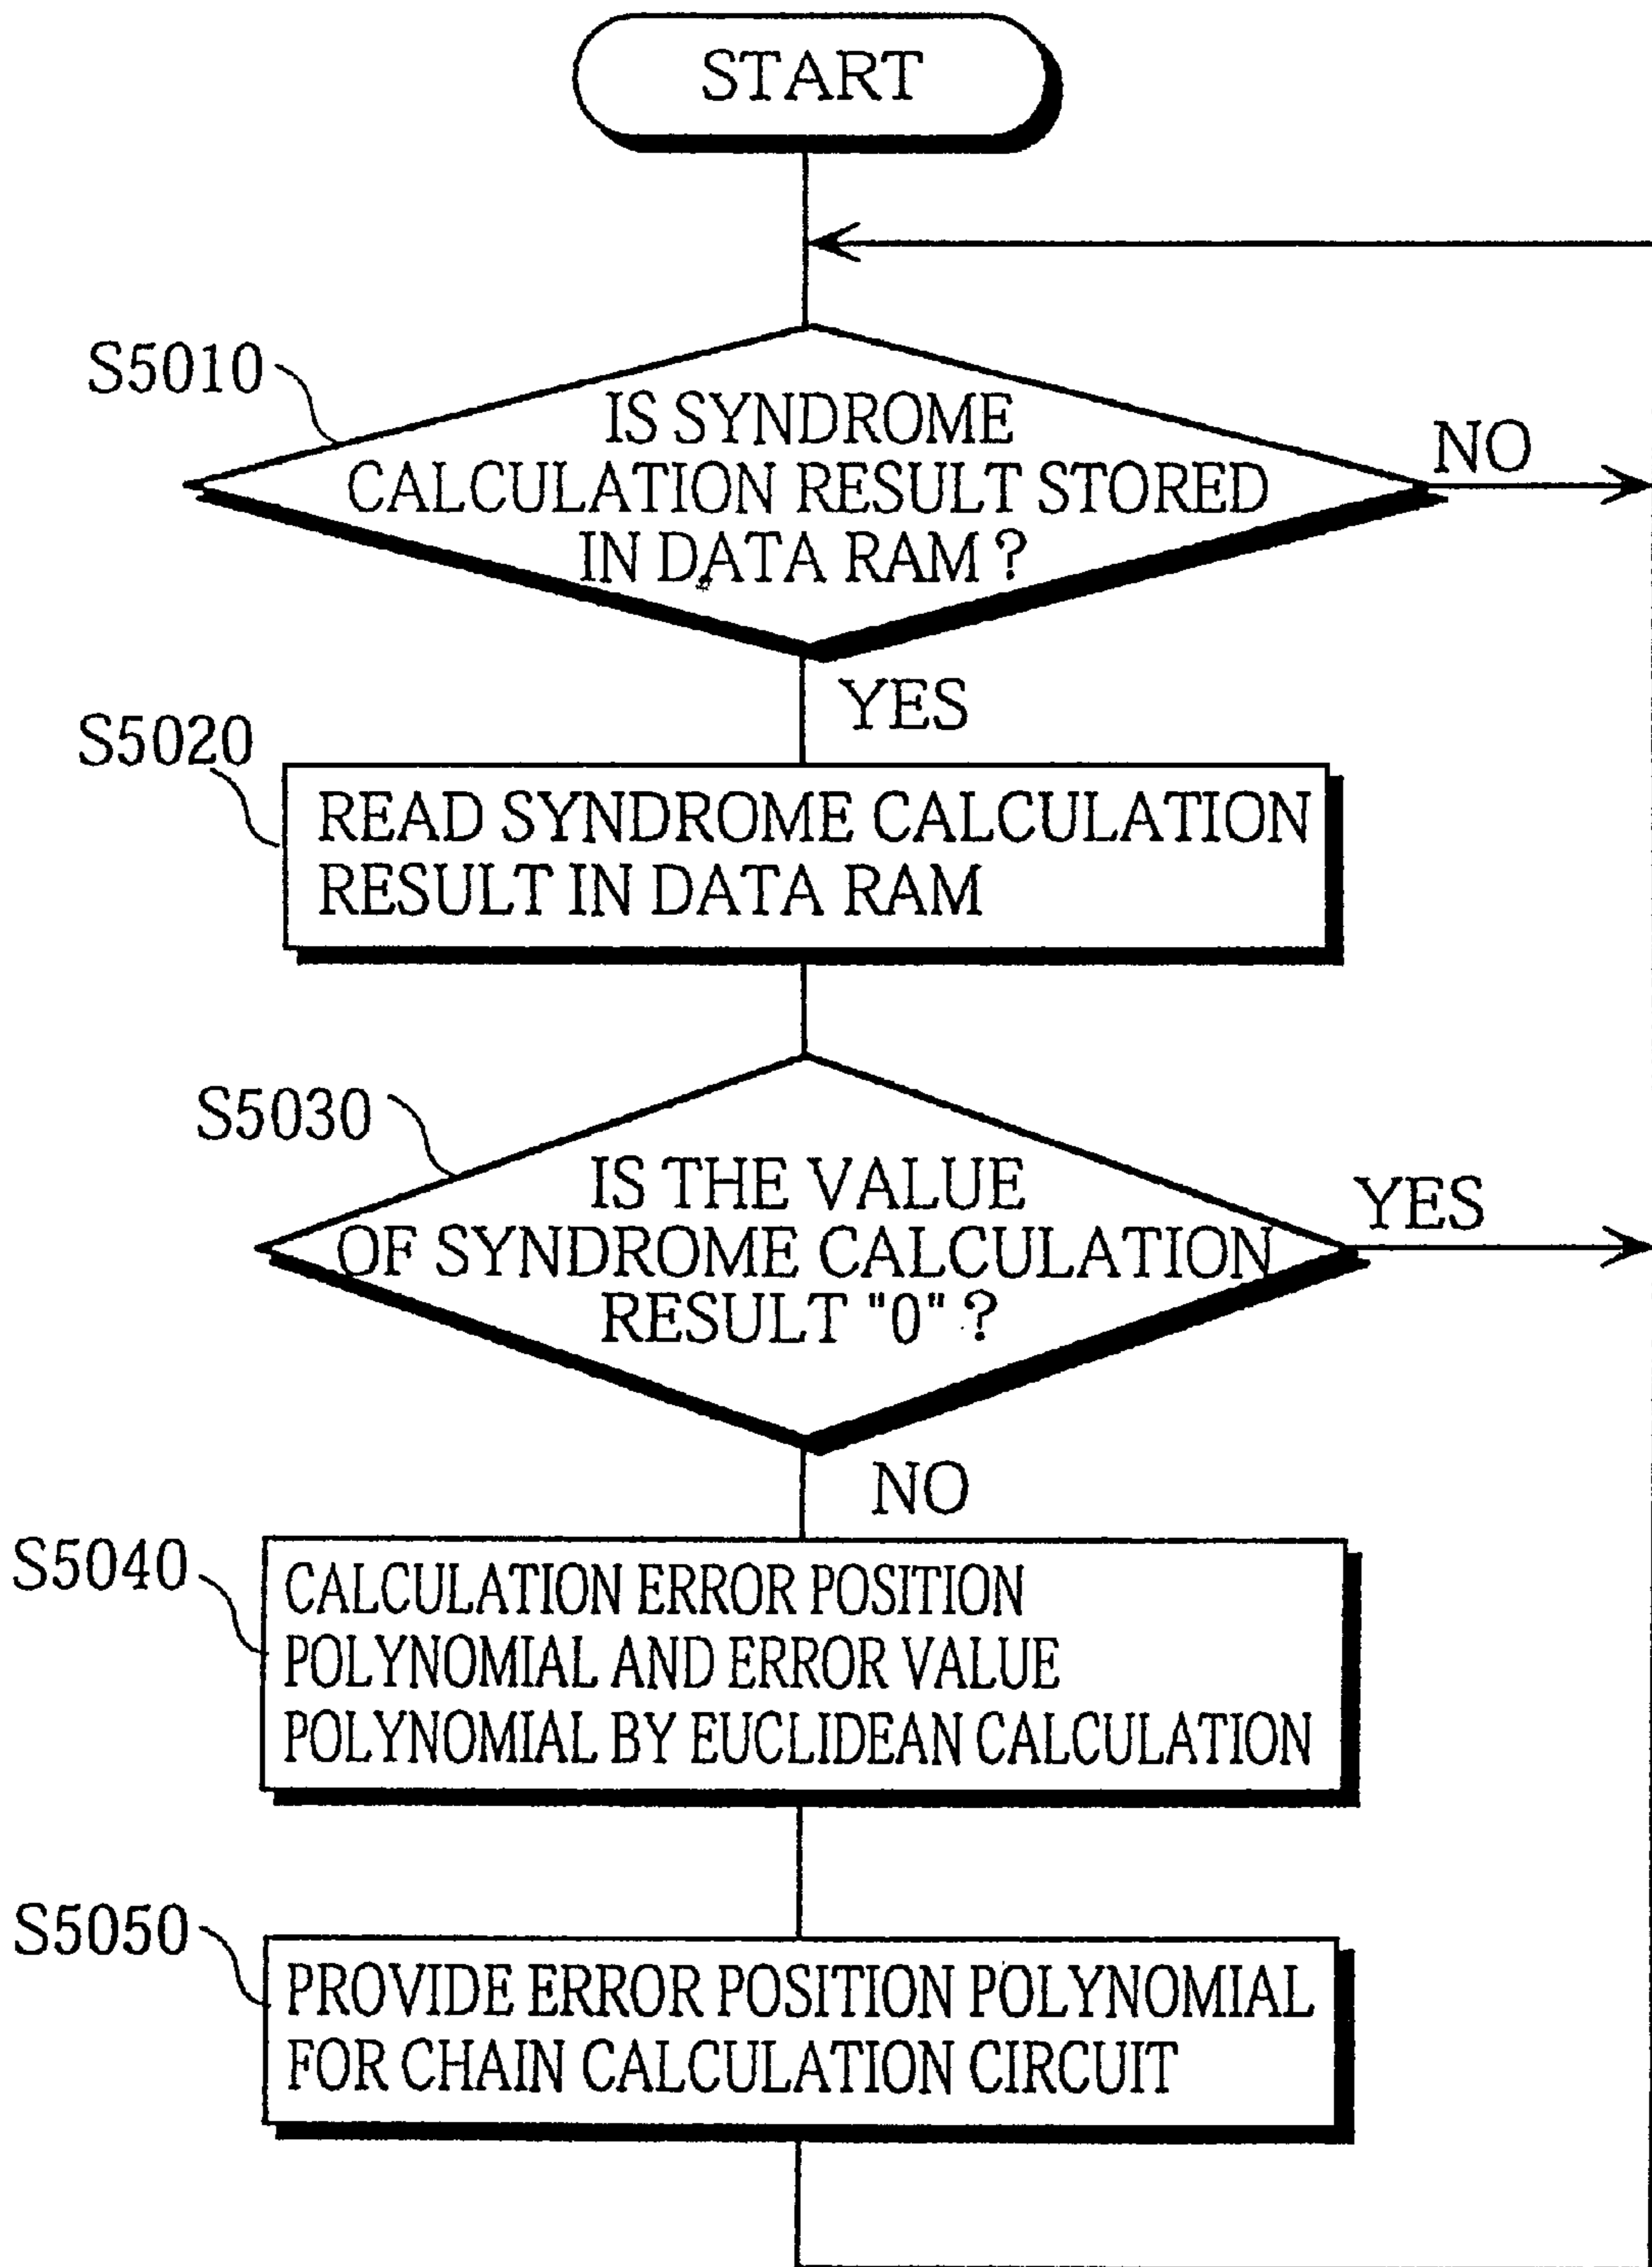 START
S5010
IS SYNDROME
CALCULATION RESULT STORED
IN DATA RAM ?
NO
YES
S5020
READ SYNDROME CALCULATION
RESULT IN DATA RAM
S5030
IS THE VALUE
OF SYNDROME CALCULATION
RESULT "0" ?
YES
NO
S5040
CALCULATION ERROR POSITION
POLYNOMIAL AND ERROR VALUE
POLYNOMIAL BY EUCLIDEAN CALCULATION
S5050
PROVIDE ERROR POSITION POLYNOMIAL
FOR CHAIN CALCULATION CIRCUIT